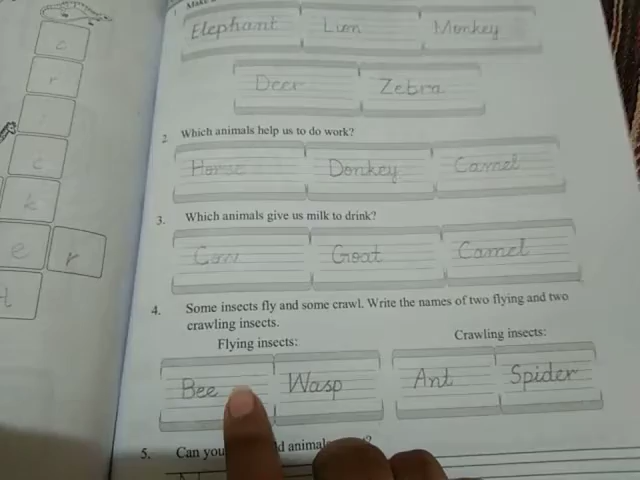 c
r
i
c
k
e r
t
1. Make
Elephant Lion Monkey
Deer Zebra
2. Which animals help us to do work?
Horse Donkey Camel
3. Which animals give us milk to drink?
Cow Goat Camel
4. Some insects fly and some crawl. Write the names of two flying and two
crawling insects.
Flying insects: Crawling insects:
Bee Wasp Ant Spider
5. Can you